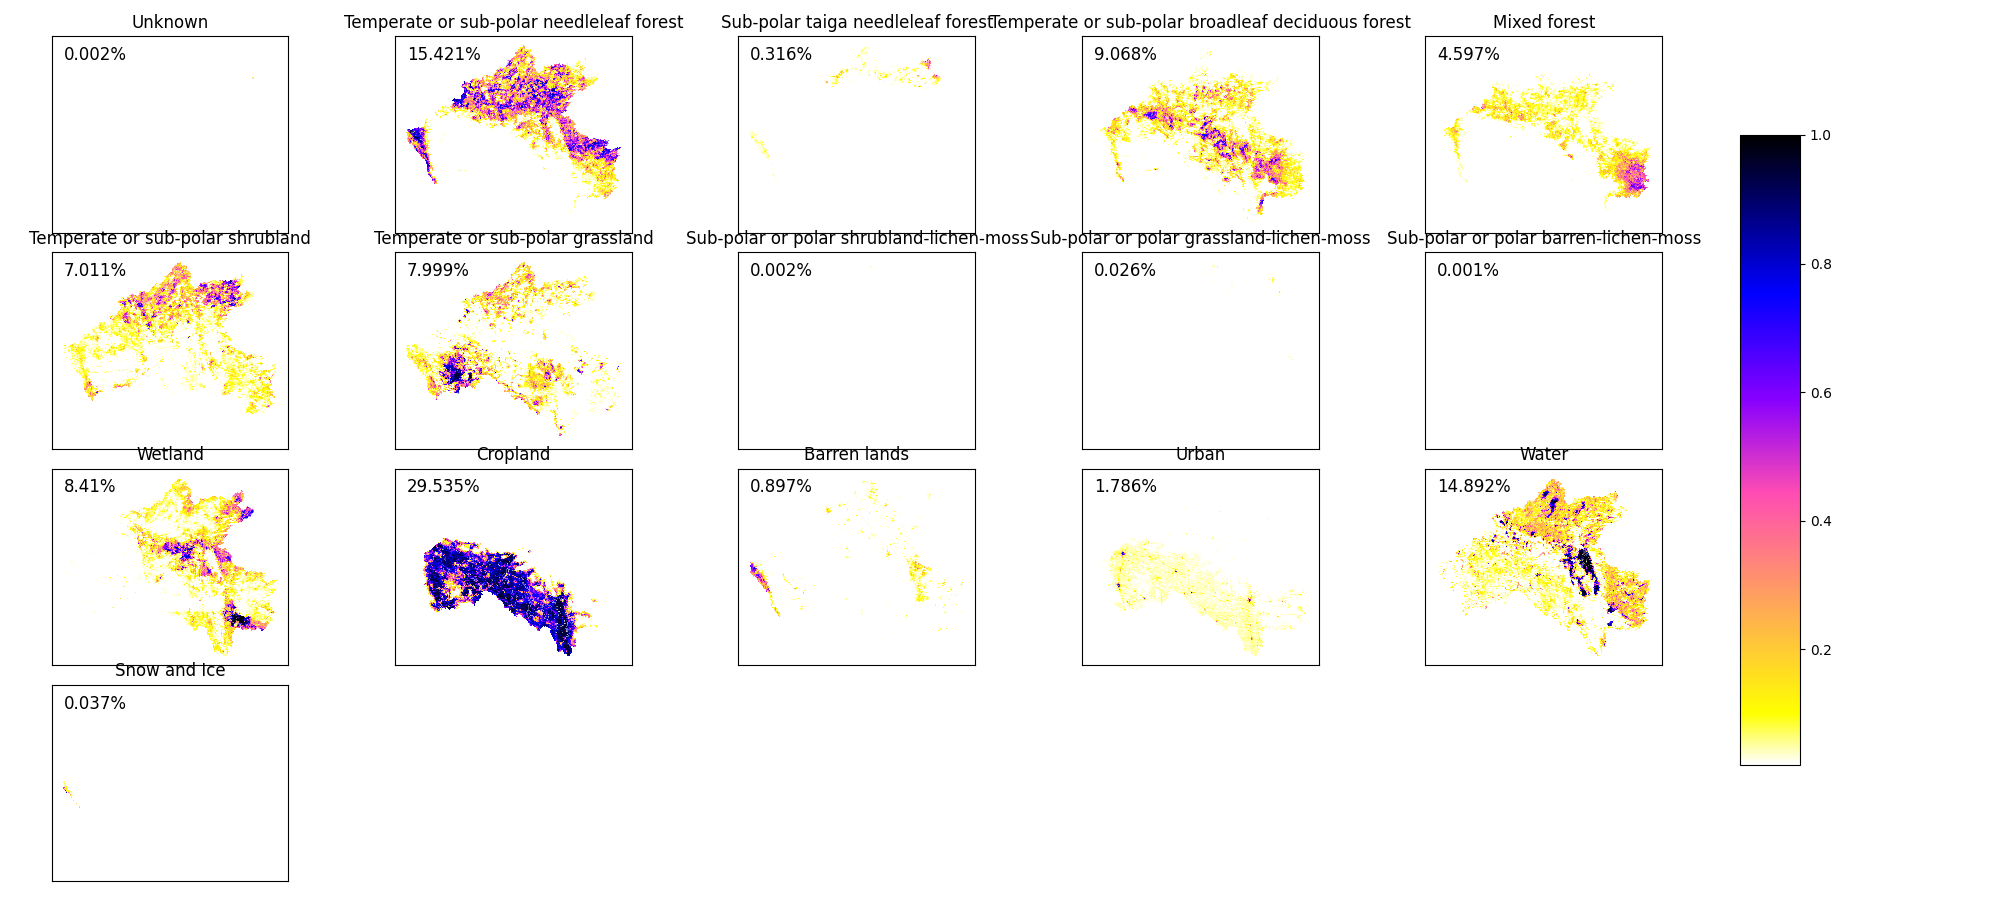 Unknown
Temperate or sub-polar needleleaf forest
Sub-polar taiga needleleaf forest
Temperate or sub-polar broadleaf deciduous forest
Mixed forest
0.002%
15.421%
0.316%
9.068%
4.597%
Temperate or sub-polar shrubland
Temperate or sub-polar grassland
Sub-polar or polar shrubland-lichen-moss
Sub-polar or polar grassland-lichen-moss
Sub-polar or polar barren-lichen-moss
7.011%
7.999%
0.002%
0.026%
0.001%
Wetland
Cropland
Barren lands
Urban
Water
8.41%
29.535%
0.897%
1.786%
14.892%
Snow and Ice
0.037%
1.0
0.8
0.6
0.4
0.2